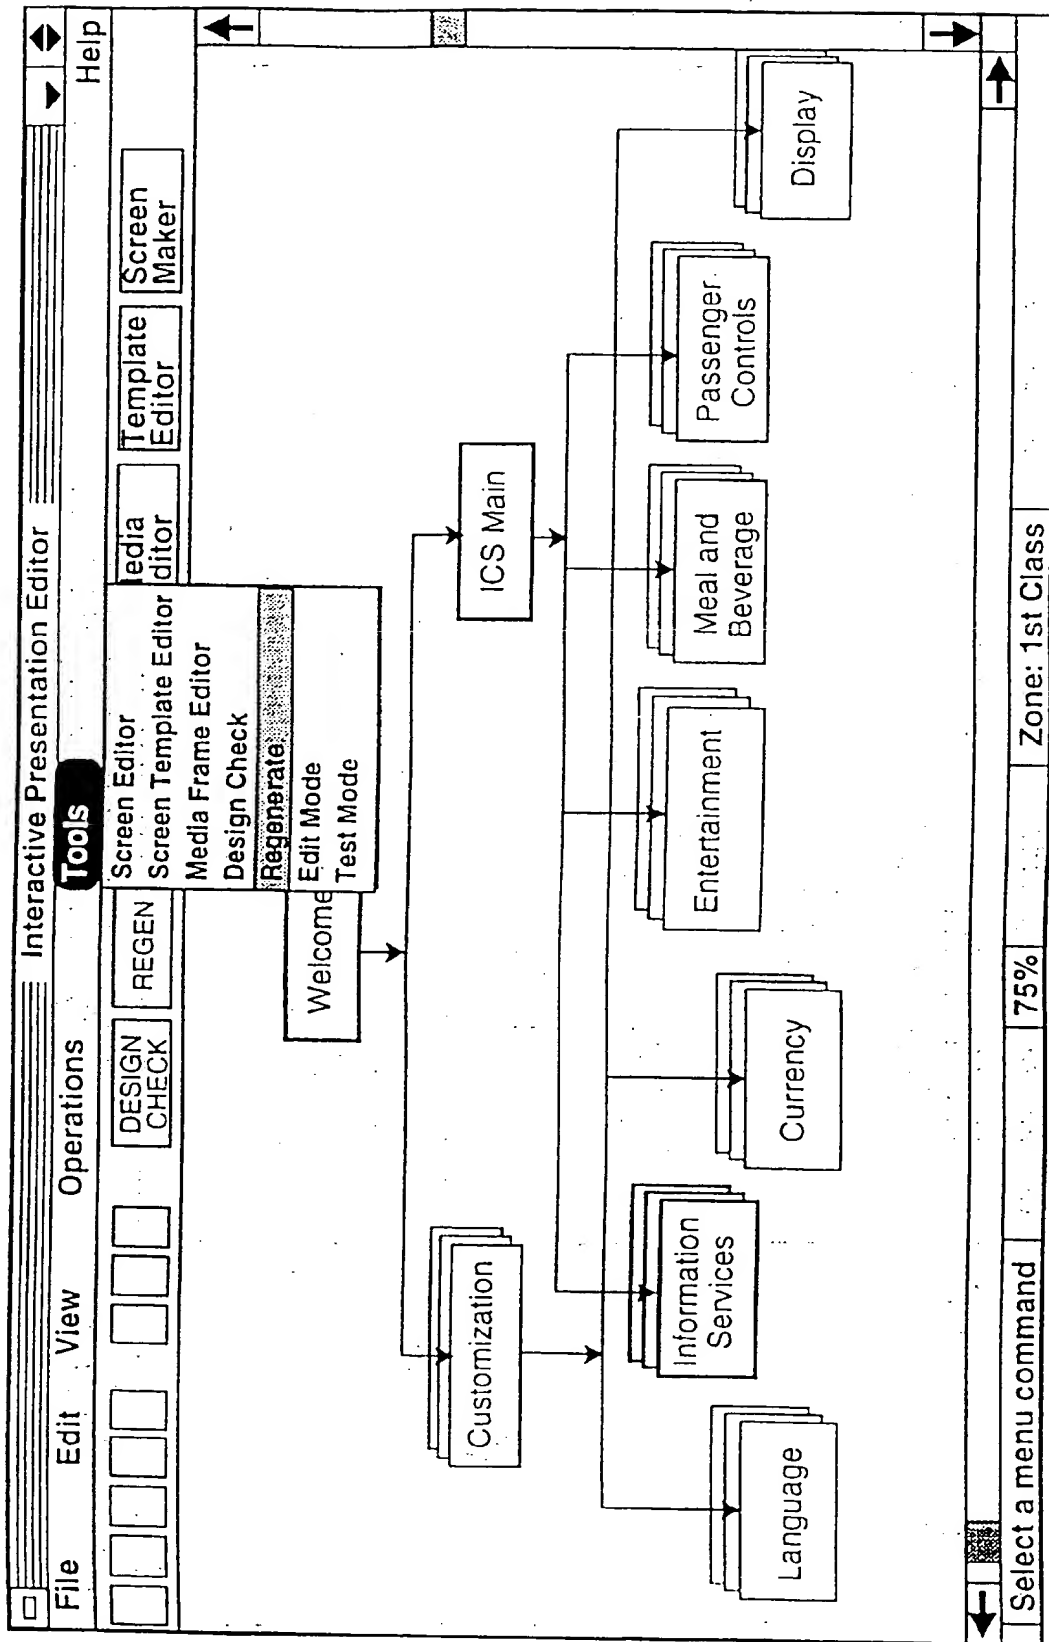 Interactive Presentation Editor
File Edit View Operations Tools Help
DESIGN
CHECK
REGEN
edia
ditor
Template
Editor
Screen
Maker
Screen Editor
Screen Template Editor
Media Frame Editor
Design Check
Regenerate
Edit Mode
Test Mode
Welcome
Customization
ICS Main
Language
Information
Services
Currency
Entertainment
Meal and
Beverage
Passenger
Controls
Display
Select a menu command
75%
Zone: 1st Class